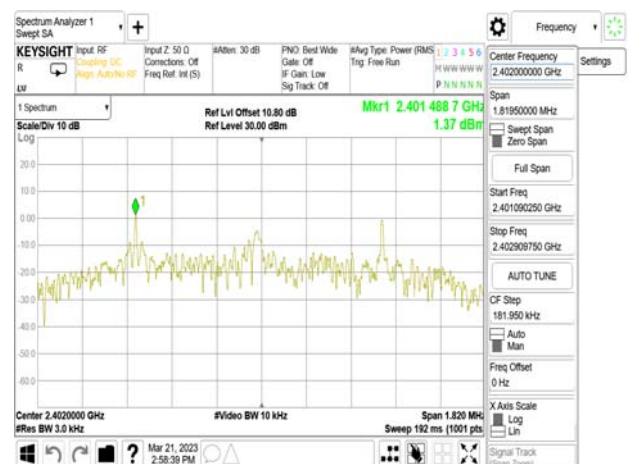 Spectrum Analyzer 1
Swept SA
Frequency
Settings
KEYSIGHT
R
LV
Input: RF
Coupling: DC
Align: Auto/No RF
Input Z: 50 Ω
Corrections: Off
Freq Ref: Int (S)
#Atten: 30 dB
PNO: Best Wide
Gate: Off
IF Gain: Low
Sig Track: Off
#Avg Type: Power (RMS
Trig: Free Run
1 2 3 4 5 6
M W W W W W
P N N N N N
1 Spectrum
Scale/Div 10 dB
Log
Ref Lvl Offset 10.80 dB
Ref Level 30.00 dBm
Mkr1 2.401 488 7 GHz
1.37 dBm
20.0
10.0
0.00
-10.0
-20.0
-30.0
-40.0
-50.0
-60.0
1
Center 2.4020000 GHz
#Res BW 3.0 kHz
#Video BW 10 kHz
Span 1.820 MHz
Sweep 192 ms (1001 pts
Center Frequency
2.402000000 GHz
Span
1.81950000 MHz
Swept Span
Zero Span
Full Span
Start Freq
2.401090250 GHz
Stop Freq
2.402909750 GHz
AUTO TUNE
CF Step
181.950 kHz
Auto
Man
Freq Offset
0 Hz
X Axis Scale
Log
Lin
Signal Track
(Span Zoom)
?
Mar 21, 2023
2:58:39 PM